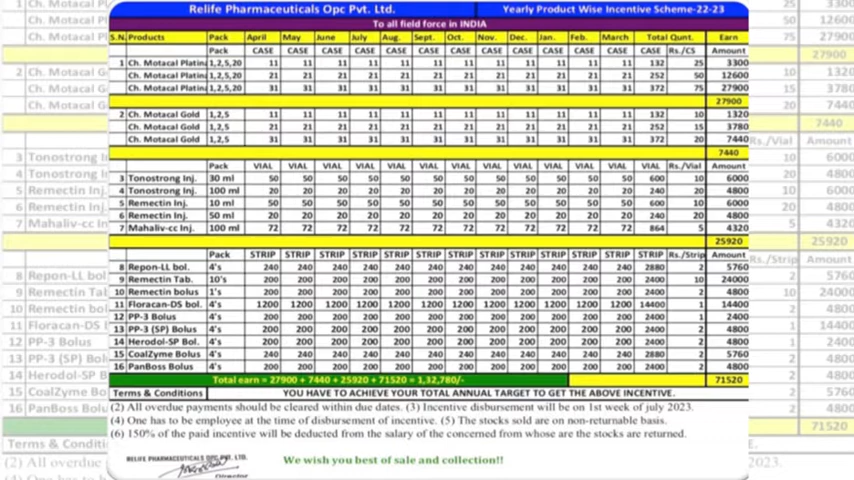 Relife Pharmaceuticals Opc Pvt. Ltd. Yearly Product Wise Incentive Scheme-22-23
To all field force in INDIA
S.N. Products Pack April May June July Aug. Sept. Oct. Nov. Dec. Jan. Feb. March Total Qunt. Earn
Pack CASE CASE CASE CASE CASE CASE CASE CASE CASE CASE CASE CASE CASE Rs./CS Amount
1 Ch. Motacal Platin 1,2,5,20 11 11 11 11 11 11 11 11 11 11 11 11 132 25 3300
Ch. Motacal Platin 1,2,5,20 21 21 21 21 21 21 21 21 21 21 21 21 252 50 12600
Ch. Motacal Platin 1,2,5,20 31 31 31 31 31 31 31 31 31 31 31 31 372 75 27900
27900
2 Ch. Motacal Gold 1,2,5 11 11 11 11 11 11 11 11 11 11 11 11 132 10 1320
Ch. Motacal Gold 1,2,5 21 21 21 21 21 21 21 21 21 21 21 21 252 15 3780
Ch. Motacal Gold 1,2,5 31 31 31 31 31 31 31 31 31 31 31 31 372 20 7440
7440
Pack VIAL VIAL VIAL VIAL VIAL VIAL VIAL VIAL VIAL VIAL VIAL VIAL VIAL Rs./Vial Amount
3 Tonostrong Inj. 30 ml 50 50 50 50 50 50 50 50 50 50 50 50 600 10 6000
4 Tonostrong Inj. 100 ml 20 20 20 20 20 20 20 20 20 20 20 20 240 20 4800
5 Remectin Inj. 10 ml 50 50 50 50 50 50 50 50 50 50 50 50 600 10 6000
6 Remectin Inj. 50 ml 20 20 20 20 20 20 20 20 20 20 20 20 240 20 4800
7 Mahaliv-cc Inj. 100 ml 72 72 72 72 72 72 72 72 72 72 72 72 864 5 4320
25920
Pack STRIP STRIP STRIP STRIP STRIP STRIP STRIP STRIP STRIP STRIP STRIP STRIP STRIP Rs./Strip Amount
8 Repon-LL bol. 4's 240 240 240 240 240 240 240 240 240 240 240 240 2880 2 5760
9 Remectin Tab. 10's 200 200 200 200 200 200 200 200 200 200 200 200 2400 10 24000
10 Remectin bolus 1's 200 200 200 200 200 200 200 200 200 200 200 200 2400 2 4800
11 Floracan-DS bol. 4's 1200 1200 1200 1200 1200 1200 1200 1200 1200 1200 1200 1200 14400 1 14400
12 PP-3 Bolus 4's 200 200 200 200 200 200 200 200 200 200 200 200 2400 1 2400
13 PP-3 (SP) Bolus 4's 200 200 200 200 200 200 200 200 200 200 200 200 2400 2 4800
14 Herodol-SP Bol. 4's 200 200 200 200 200 200 200 200 200 200 200 200 2400 2 4800
15 CoalZyme Bolus 4's 240 240 240 240 240 240 240 240 240 240 240 240 2880 2 5760
16 PanBoss Bolus 4's 200 200 200 200 200 200 200 200 200 200 200 200 2400 2 4800
Total earn = 27900 + 7440 + 25920 + 71520 = 1,32,780/- 71520
Terms & Conditions YOU HAVE TO ACHIEVE YOUR TOTAL ANNUAL TARGET TO GET THE ABOVE INCENTIVE.
(2) All overdue payments should be cleared within due dates. (3) Incentive disbursement will be on 1st week of july 2023.
(4) One has to be employee at the time of disbursement of incentive. (5) The stocks sold are on non-returnable basis.
(6) 150% of the paid incentive will be deducted from the salary of the concerned from whose are the stocks are returned.
RELIFE PHARMACEUTICALS OPC PVT. LTD.
We wish you best of sale and collection!!
Director